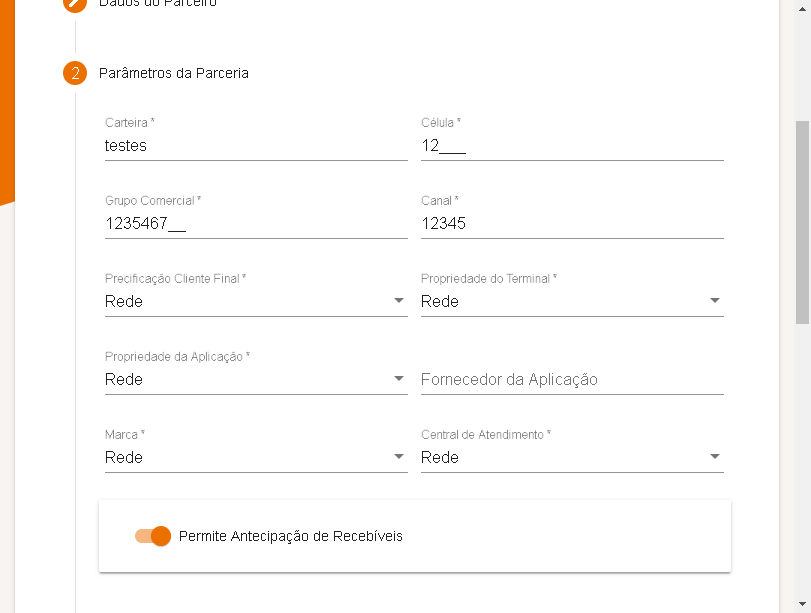 Dados do Parceiro
2 Parâmetros da Parceria
Carteira * Célula *
testes 12___
Grupo Comercial * Canal *
1235467__ 12345
Precificação Cliente Final * Propriedade do Terminal *
Rede Rede
Propriedade da Aplicação *
Rede Fornecedor da Aplicação
Marca * Central de Atendimento *
Rede Rede
Permite Antecipação de Recebíveis